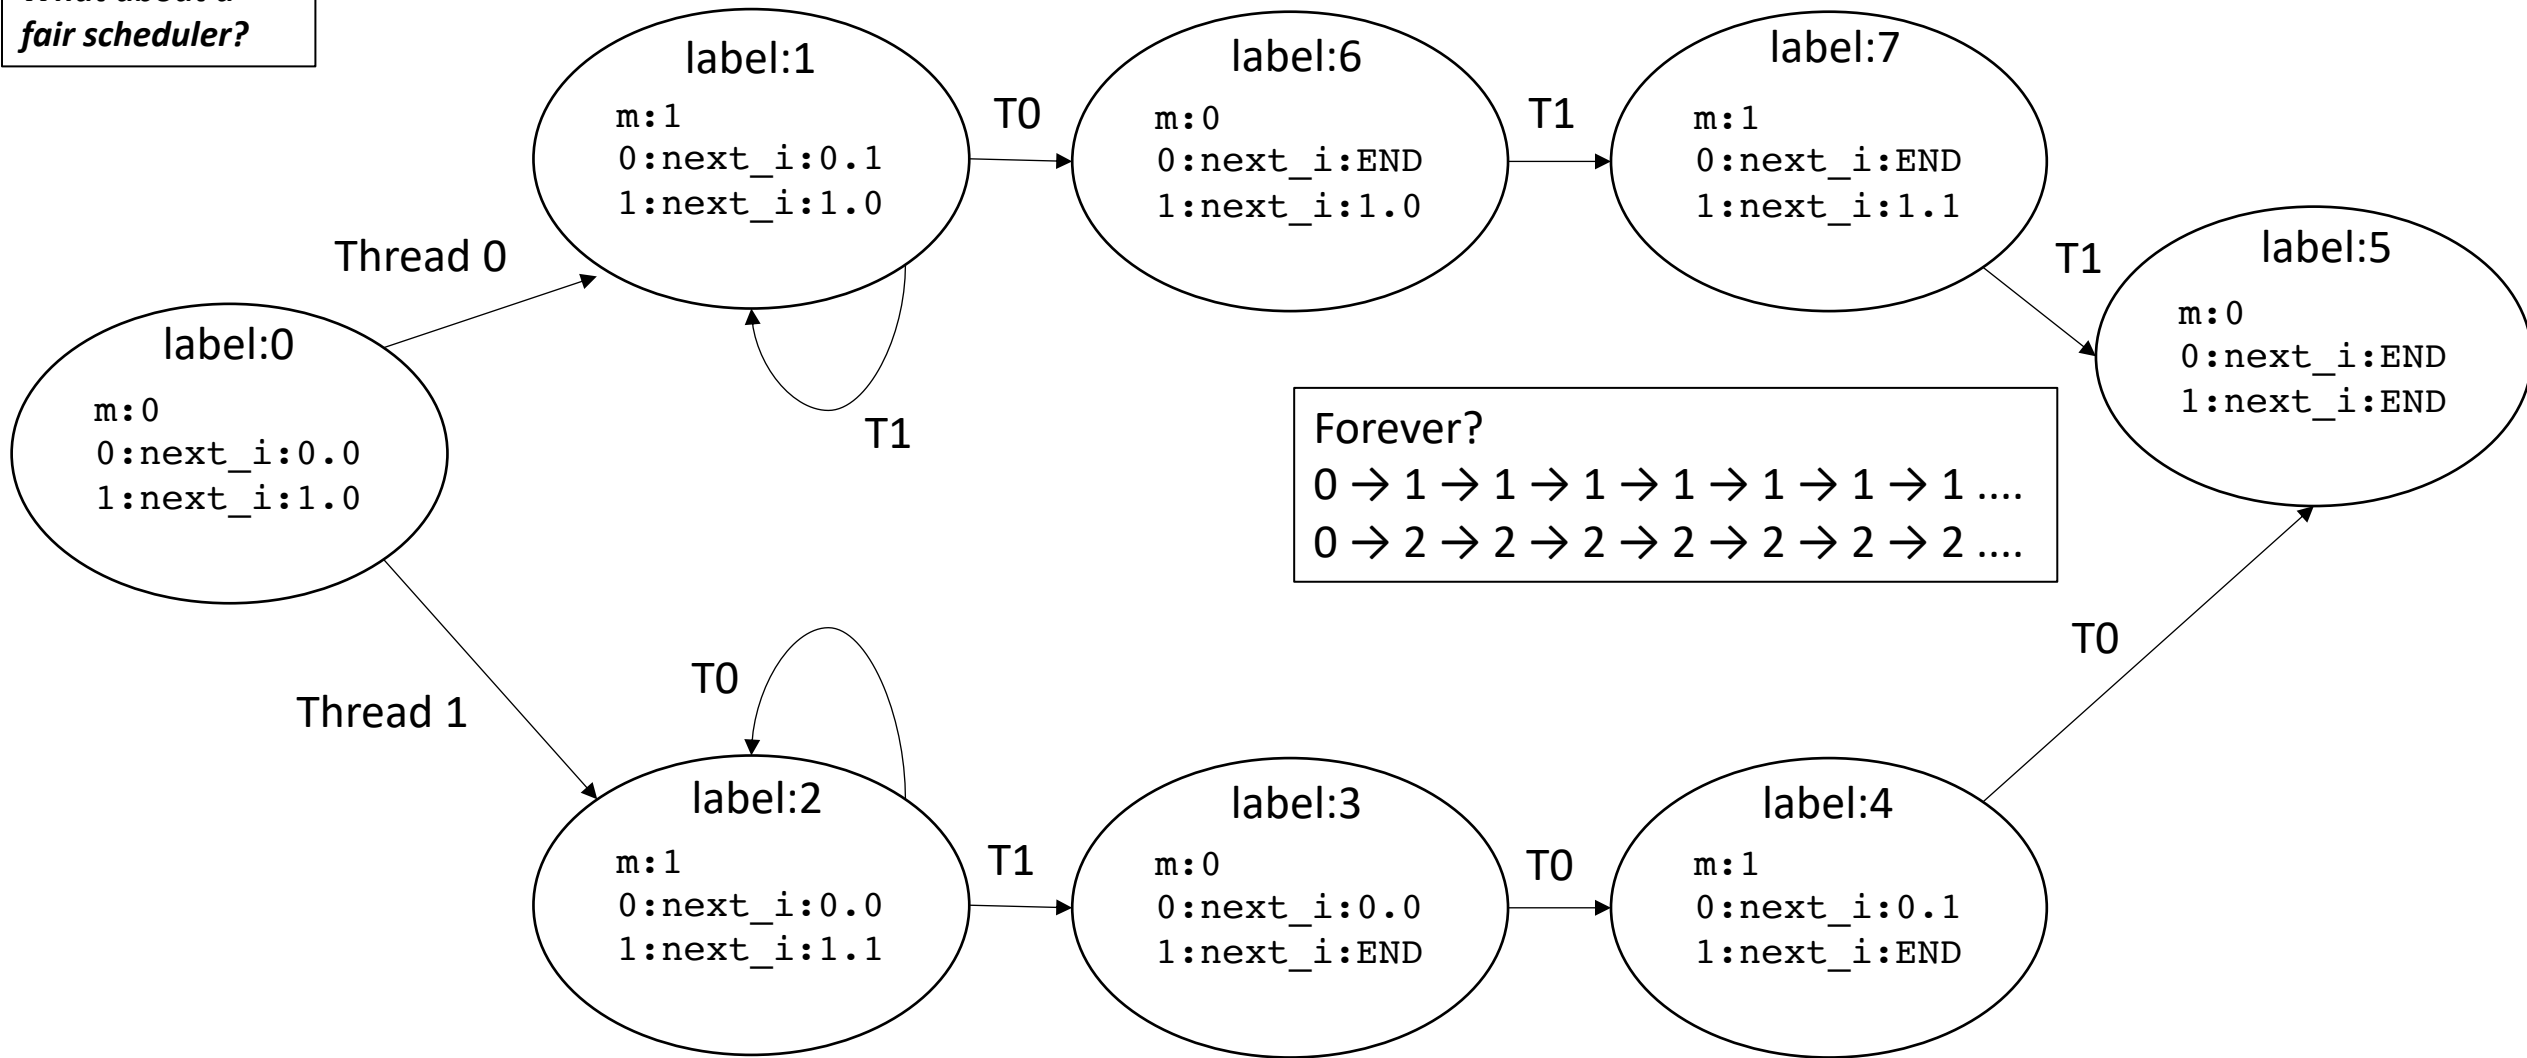 fair scheduler?
label:1
m:1
0:next_i:0.1
1:next_i:1.0
T0
label:6
m:0
0:next_i:END
1:next_i:1.0
T1
label:7
m:1
0:next_i:END
1:next_i:1.1
T1
label:5
m:0
0:next_i:END
1:next_i:END
Thread 0
label:0
m:0
0:next_i:0.0
1:next_i:1.0
T1
Forever?
0 → 1 → 1 → 1 → 1 → 1 → 1 → 1 ....
0 → 2 → 2 → 2 → 2 → 2 → 2 → 2 ....
Thread 1
T0
label:2
m:1
0:next_i:0.0
1:next_i:1.1
T1
label:3
m:0
0:next_i:0.0
1:next_i:END
T0
label:4
m:1
0:next_i:0.1
1:next_i:END
T0